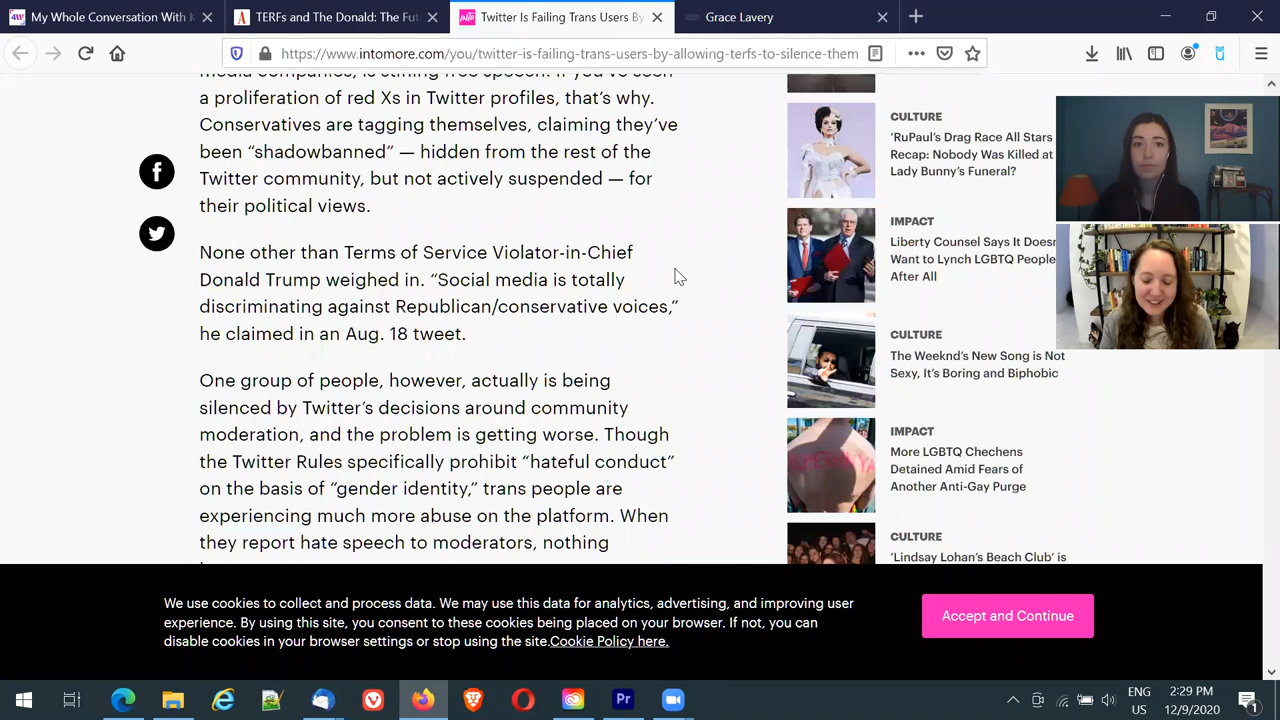 My Whole Conversation With
TERFs and The Donald: The Fut
Twitter Is Failing Trans Users By
Grace Lavery
https://www.intomore.com/you/twitter-is-failing-trans-users-by-allowing-terfs-to-silence-them
media companies, is stifling free speech. If you've seen
a proliferation of red Xs in Twitter profiles, that's why.
Conservatives are tagging themselves, claiming they've
been “shadowbanned” — hidden from the rest of the
Twitter community, but not actively suspended — for
their political views.
None other than Terms of Service Violator-in-Chief
Donald Trump weighed in. “Social media is totally
discriminating against Republican/conservative voices,”
he claimed in an Aug. 18 tweet.
One group of people, however, actually is being
silenced by Twitter's decisions around community
moderation, and the problem is getting worse. Though
the Twitter Rules specifically prohibit “hateful conduct”
on the basis of “gender identity,” trans people are
experiencing much more abuse on the platform. When
they report hate speech to moderators, nothing
CULTURE
‘RuPaul’s Drag Race All Stars
Recap: Nobody Was Killed at
Lady Bunny’s Funeral?
IMPACT
Liberty Counsel Says It Doesn
Want to Lynch LGBTQ People
After All
CULTURE
The Weeknd’s New Song is Not
Sexy, It’s Boring and Biphobic
IMPACT
More LGBTQ Chechens
Detained Amid Fears of
Another Anti-Gay Purge
CULTURE
‘Lindsay Lohan’s Beach Club’ is
We use cookies to collect and process data. We may use this data for analytics, advertising, and improving user
experience. By using this site, you consent to these cookies being placed on your browser. If not, you can
disable cookies in your browser settings or stop using the site.Cookie Policy here.
Accept and Continue
ENG
US
2:29 PM
12/9/2020